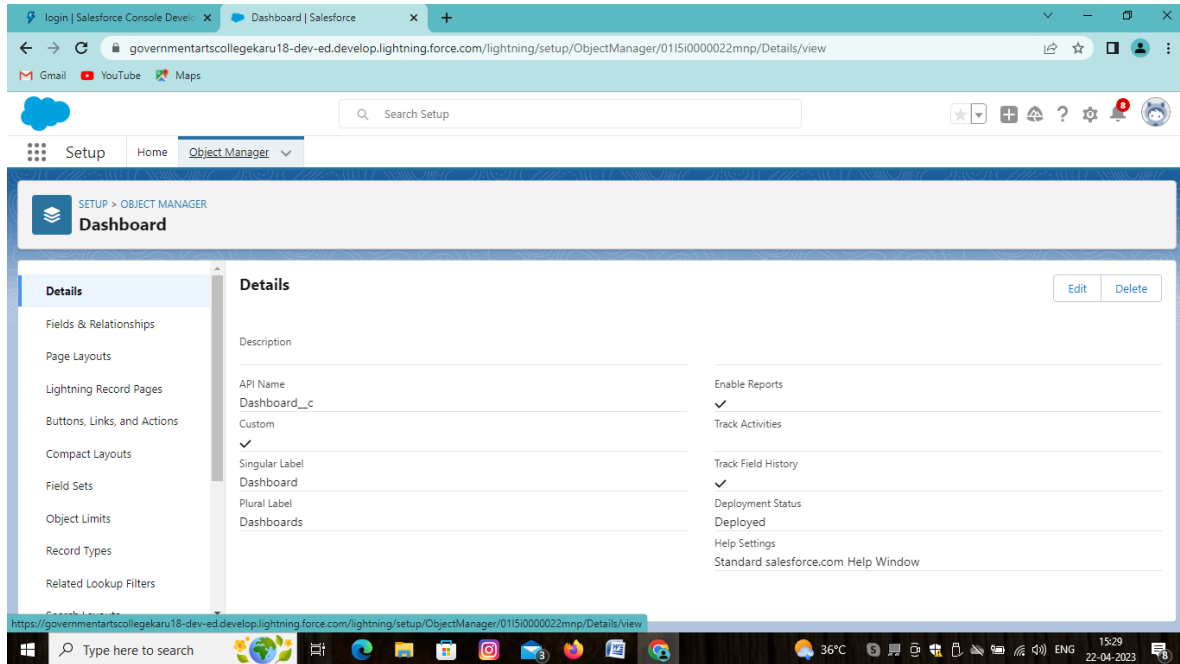 login | Salesforce Console Develo
Dashboard | Salesforce
governmentartscollegekaru18-dev-ed.develop.lightning.force.com/lightning/setup/ObjectManager/01I5i0000022mnp/Details/view
Gmail YouTube Maps
Search Setup
8
Setup Home Object Manager
SETUP > OBJECT MANAGER
Dashboard
Details
Fields & Relationships
Page Layouts
Lightning Record Pages
Buttons, Links, and Actions
Compact Layouts
Field Sets
Object Limits
Record Types
Related Lookup Filters
Details
Edit Delete
Description
API Name
Dashboard__c
Custom
Singular Label
Dashboard
Plural Label
Dashboards
Enable Reports
Track Activities
Track Field History
Deployment Status
Deployed
Help Settings
Standard salesforce.com Help Window
https://governmentartscollegekaru18-dev-ed.develop.lightning.force.com/lightning/setup/ObjectManager/01I5i0000022mnp/Details/view
Type here to search
3
36°C
ENG
15:29
22-04-2023